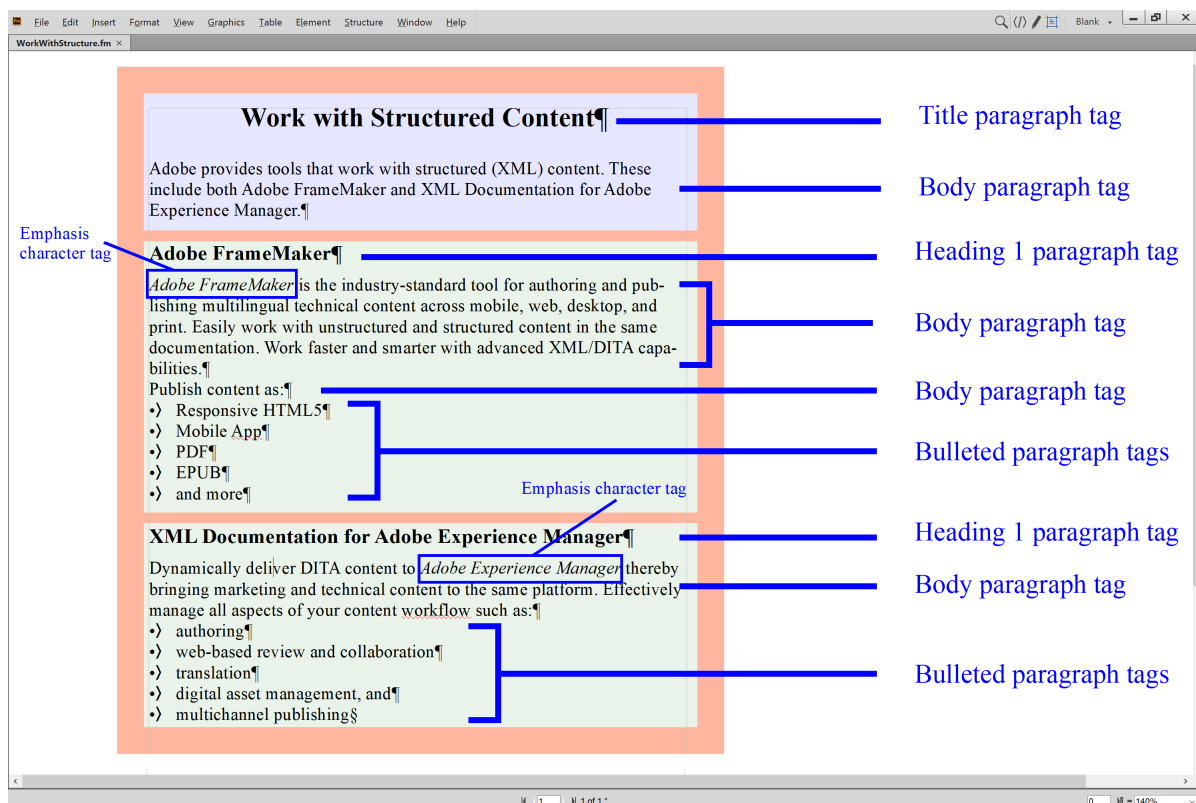 Fm File Edit Insert Format View Graphics Table Element Structure Window Help Blank
WorkWithStructure.fm ×
Work with Structured Content¶
Title paragraph tag
Adobe provides tools that work with structured (XML) content. These
include both Adobe FrameMaker and XML Documentation for Adobe
Experience Manager.¶
Body paragraph tag
Emphasis
character tag
Adobe FrameMaker¶
Heading 1 paragraph tag
Adobe FrameMaker is the industry-standard tool for authoring and pub-
lishing multilingual technical content across mobile, web, desktop, and
print. Easily work with unstructured and structured content in the same
documentation. Work faster and smarter with advanced XML/DITA capa-
bilities.¶
Body paragraph tag
Publish content as:¶
Body paragraph tag
•⟩ Responsive HTML5¶
•⟩ Mobile App¶
•⟩ PDF¶
•⟩ EPUB¶
•⟩ and more¶
Bulleted paragraph tags
Emphasis character tag
XML Documentation for Adobe Experience Manager¶
Heading 1 paragraph tag
Dynamically deliver DITA content to Adobe Experience Manager thereby
bringing marketing and technical content to the same platform. Effectively
manage all aspects of your content workflow such as:¶
Body paragraph tag
•⟩ authoring¶
•⟩ web-based review and collaboration¶
•⟩ translation¶
•⟩ digital asset management, and¶
•⟩ multichannel publishing§
Bulleted paragraph tags
1 1 of 1 * 0 = 140%